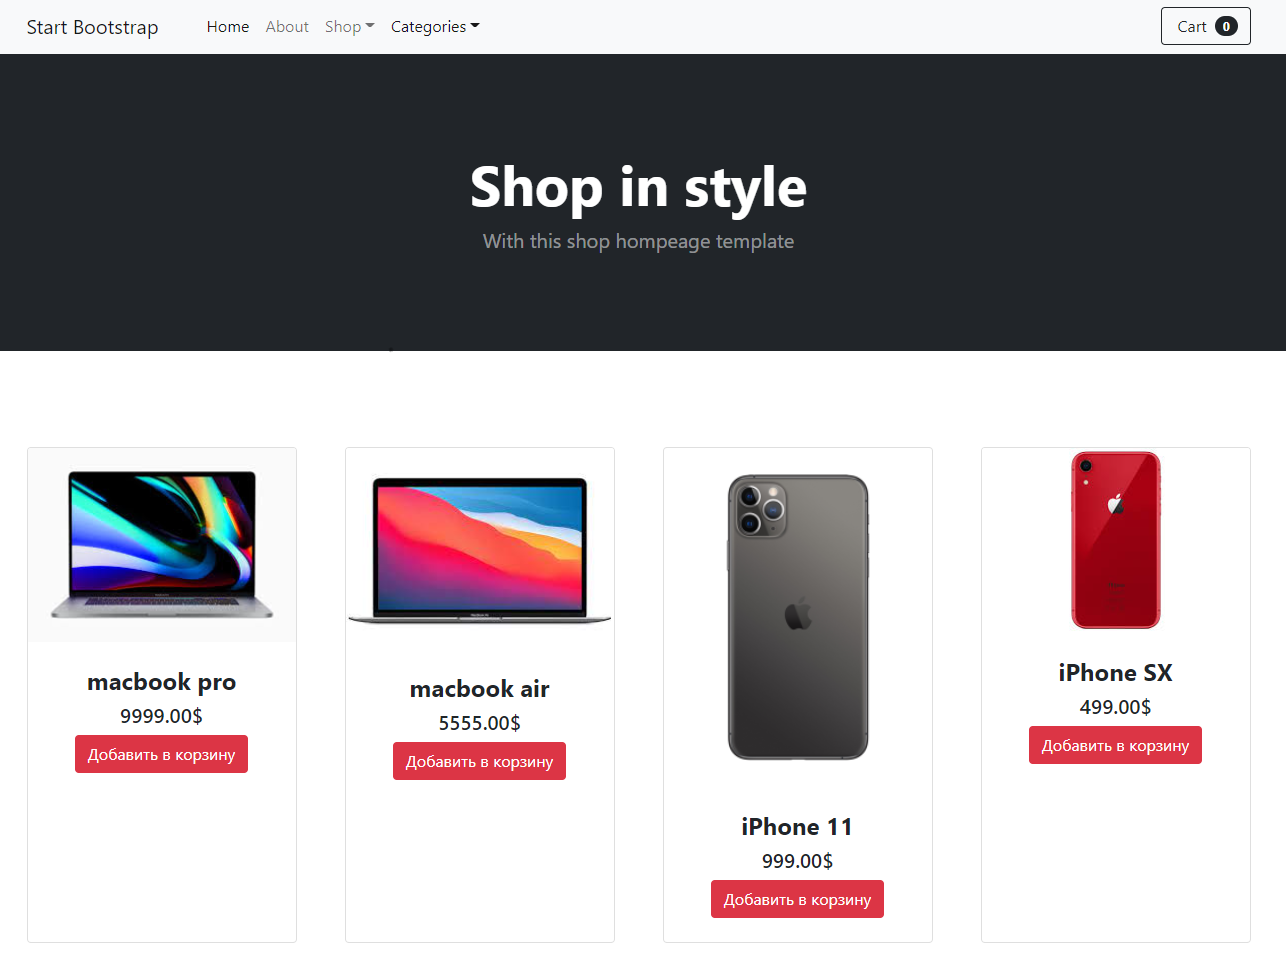 Start Bootstrap
Home About Shop Categories
Cart 0
Shop in style
With this shop hompeage template
macbook pro
9999.00$
Добавить в корзину
macbook air
5555.00$
Добавить в корзину
iPhone 11
999.00$
Добавить в корзину
iPhone SX
499.00$
Добавить в корзину